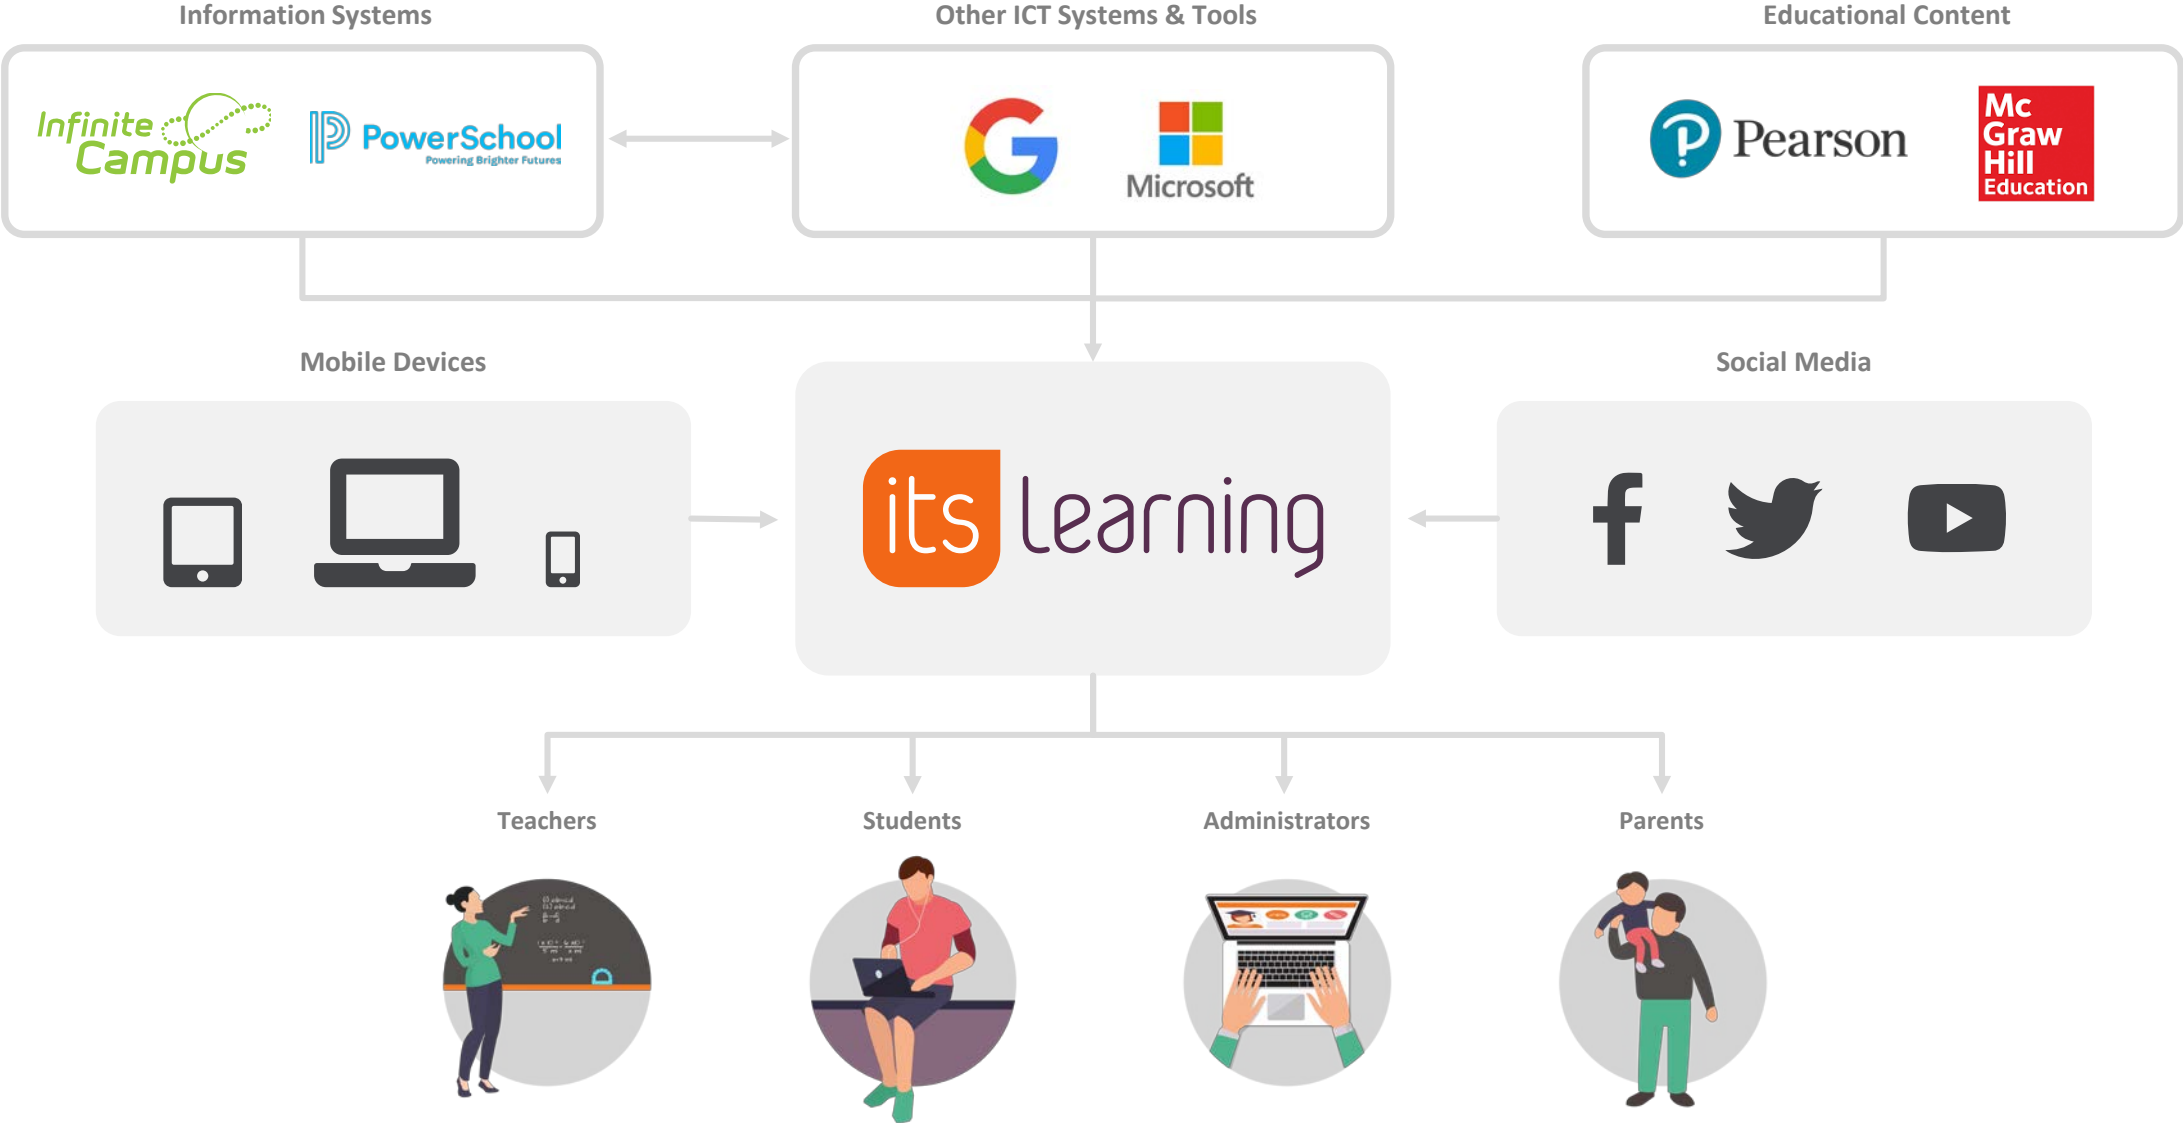 Information Systems
Other ICT Systems & Tools
Educational Content
Infinite
Campus
PowerSchool
Powering Brighter Futures
Microsoft
Pearson
Mc
Graw
Hill
Education
Mobile Devices
Social Media
its learning
Teachers
Students
Administrators
Parents